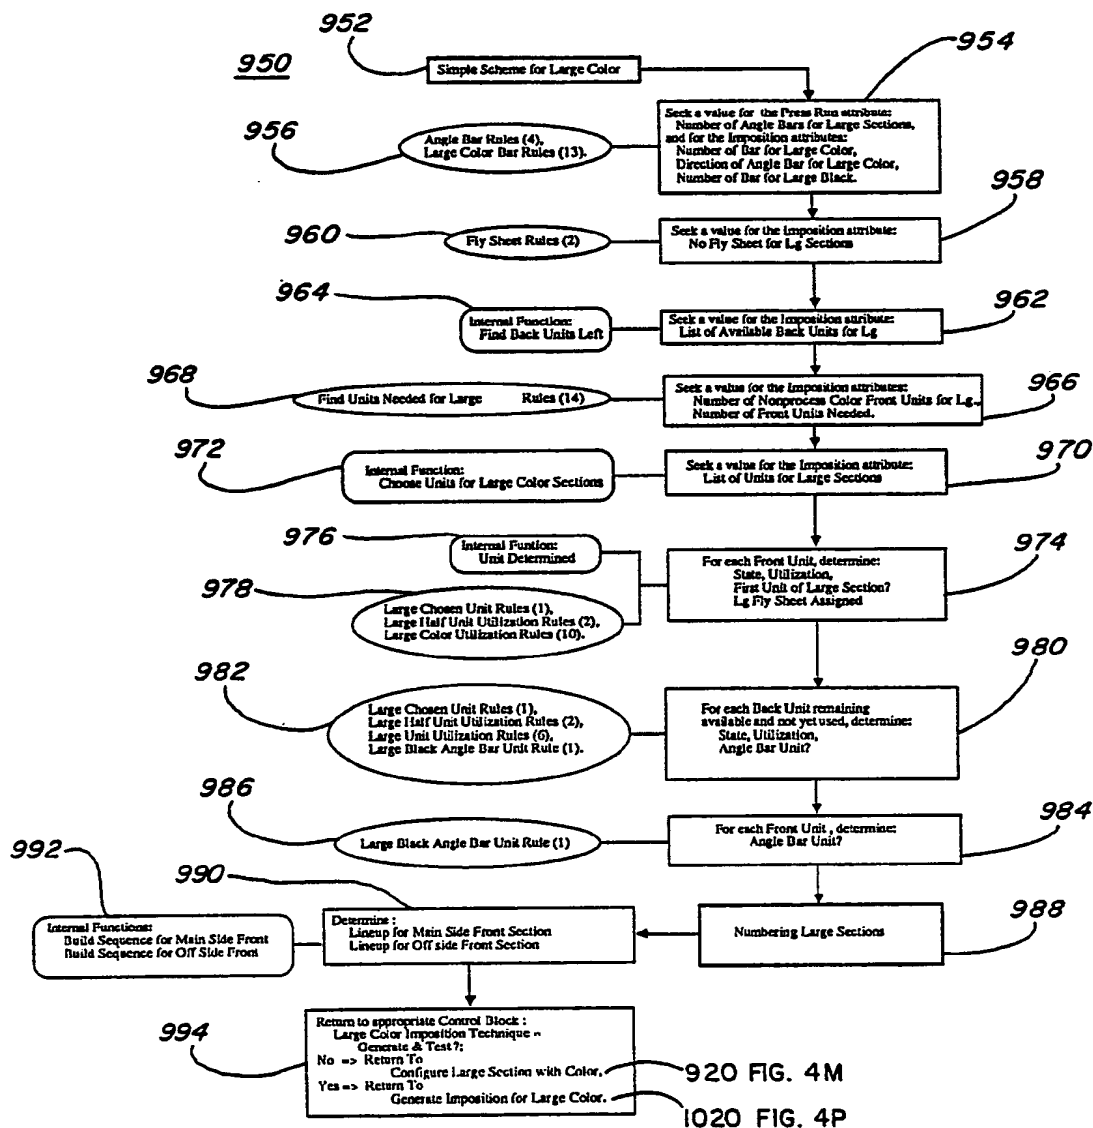 952
950
954
Simple Scheme for Large Color
956
Angle Bar Rules (4),
Large Color Bar Rules (13).
Seek a value for the Press Run attribute:
Number of Angle Bars for Large Sections,
and for the Imposition attributes:
Number of Bar for Large Color,
Direction of Angle Bar for Large Color,
Number of Bar for Large Black.
958
960
Fly Sheet Rules (2)
Seek a value for the Imposition attribute:
No Fly Sheet for Lg Sections
964
962
Internal Function:
Find Back Units Left
Seek a value for the Imposition attribute:
List of Available Back Units for Lg
968
966
Find Units Needed for Large Rules (14)
Seek a value for the Imposition attributes:
Number of Nonprocess Color Front Units for Lg.,
Number of Front Units Needed.
972
970
Internal Function:
Choose Units for Large Color Sections
Seek a value for the Imposition attribute:
List of Units for Large Sections
976
974
Internal Funtion:
Unit Determined
For each Front Unit, determine:
State, Utilization,
First Unit of Large Section?
Lg Fly Sheet Assigned
978
Large Chosen Unit Rules (1),
Large Half Unit Utilization Rules (2),
Large Color Utilization Rules (10).
980
982
Large Chosen Unit Rules (1),
Large Half Unit Utilization Rules (2),
Large Unit Utilization Rules (6),
Large Black Angle Bar Unit Rule (1).
For each Back Unit remaining
available and not yet used, determine:
State, Utilization,
Angle Bar Unit?
986
984
Large Black Angle Bar Unit Rule (1)
For each Front Unit , determine:
Angle Bar Unit?
992
990
988
Internal Functions:
Build Sequence for Main Side Front
Build Sequence for Off Side Front
Determine :
Lineup for Main Side Front Section
Lineup for Off side Front Section
Numbering Large Sections
994
Return to appropriate Control Block :
Large Color Imposition Technique =
Generate & Test?:
No => Return To
Configure Large Section with Color.
Yes => Return To
Generate Imposition for Large Color.
920 FIG. 4M
1020 FIG. 4P